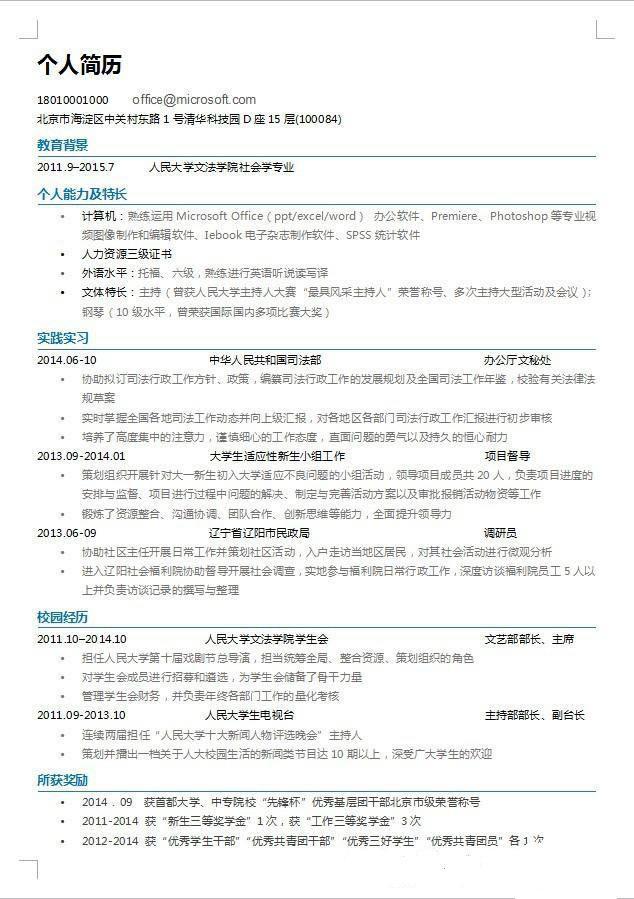 个人简历
18010001000 office@microsoft.com
北京市海淀区中关村东路 1 号清华科技园 D 座 15 层(100084)
教育背景
2011.9–2015.7 人民大学文法学院社会学专业
个人能力及特长
• 计算机：熟练运用 Microsoft Office（ppt/excel/word） 办公软件、Premiere、Photoshop 等专业视
频图像制作和编辑软件、Iebook 电子杂志制作软件、SPSS 统计软件
• 人力资源三级证书
• 外语水平：托福、六级，熟练进行英语听说读写译
• 文体特长：主持（曾获人民大学主持人大赛“最具风采主持人”荣誉称号、多次主持大型活动及会议）；
钢琴（10 级水平，曾荣获国际国内多项比赛大奖）
实践实习
2014.06-10 中华人民共和国司法部 办公厅文秘处
• 协助拟订司法行政工作方针、政策，编纂司法行政工作的发展规划及全国司法工作年鉴，校验有关法律法
规草案
• 实时掌握全国各地司法工作动态并向上级汇报，对各地区各部门司法行政工作汇报进行初步审核
• 培养了高度集中的注意力，谨慎细心的工作态度，直面问题的勇气以及持久的恒心耐力
2013.09-2014.01 大学生适应性新生小组工作 项目督导
• 策划组织开展针对大一新生初入大学适应不良问题的小组活动，领导项目成员共 20 人，负责项目进度的
安排与监督、项目进行过程中问题的解决、制定与完善活动方案以及审批报销活动物资等工作
• 锻炼了资源整合、沟通协调、团队合作、创新思维等能力，全面提升领导力
2013.06-09 辽宁省辽阳市民政局 调研员
• 协助社区主任开展日常工作并策划社区活动，入户走访当地区居民，对其社会活动进行微观分析
• 进入辽阳社会福利院协助督导开展社会调查，实地参与福利院日常行政工作，深度访谈福利院员工 5 人以
上并负责访谈记录的撰写与整理
校园经历
2011.10–2014.10 人民大学文法学院学生会 文艺部部长、主席
• 担任人民大学第十届戏剧节总导演，担当统筹全局、整合资源、策划组织的角色
• 对学生会成员进行招募和遴选，为学生会储备了骨干力量
• 管理学生会财务，并负责年终各部门工作的量化考核
2011.09-2013.10 人民大学生电视台 主持部部长、副台长
• 连续两届担任“人民大学十大新闻人物评选晚会”主持人
• 策划并播出一档关于人大校园生活的新闻类节目达 10 期以上，深受广大学生的欢迎
所获奖励
• 2014．09 获首都大学、中专院校“先锋杯”优秀基层团干部北京市级荣誉称号
• 2011-2014 获“新生三等奖学金”1 次，获“工作三等奖学金”3 次
• 2012-2014 获“优秀学生干部”“优秀共青团干部”“优秀三好学生”“优秀共青团员”各 1 次